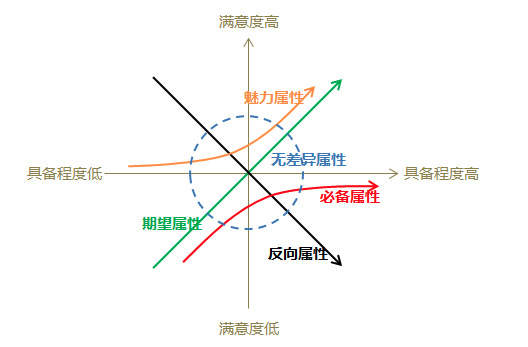 满意度高
魅力属性
无差异属性
具备程度低
具备程度高
必备属性
期望属性
反向属性
满意度低